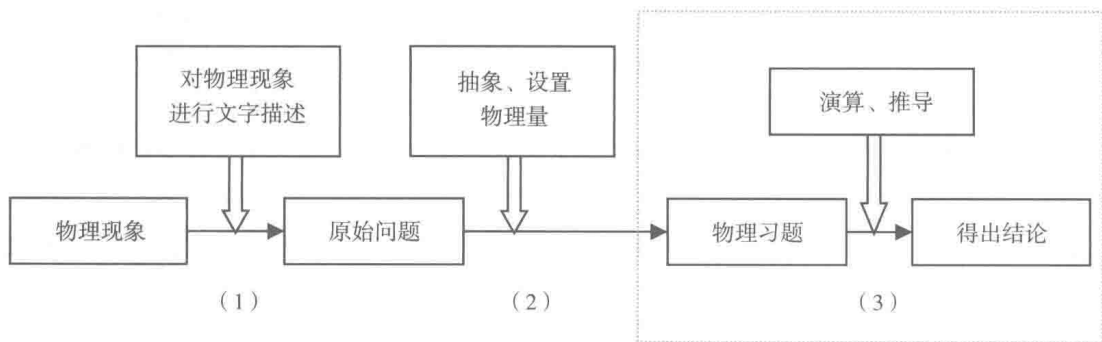 对物理现象
进行文字描述
抽象、设置
物理量
演算、推导
物理现象
原始问题
物理习题
得出结论
（1）
（2）
（3）